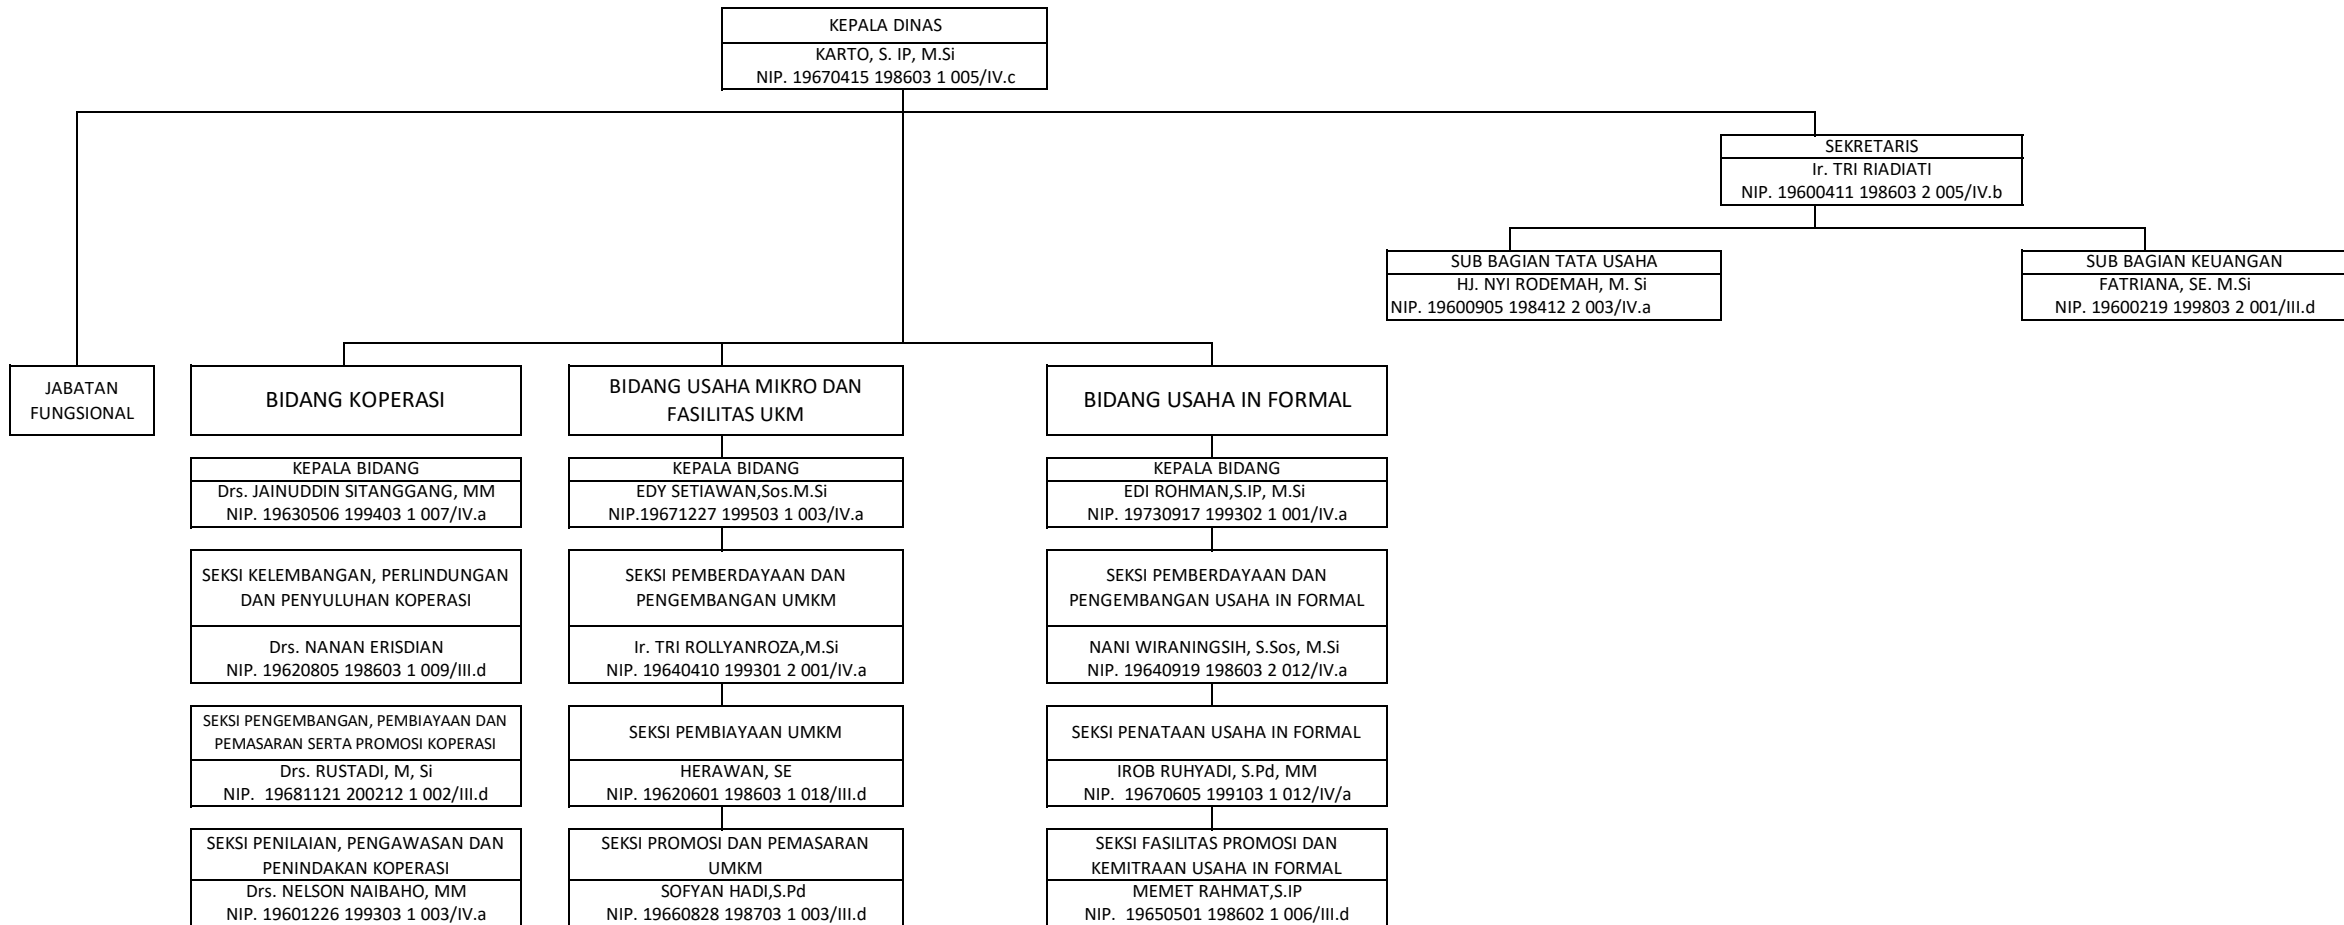 KEPALA DINAS
KARTO, S. IP, M.Si
NIP. 19670415 198603 1 005/IV.c
SEKRETARIS
Ir. TRI RIADIATI
NIP. 19600411 198603 2 005/IV.b
SUB BAGIAN TATA USAHA
HJ. NYI RODEMAH, M. Si
NIP. 19600905 198412 2 003/IV.a
SUB BAGIAN KEUANGAN
FATRIANA, SE. M.Si
NIP. 19600219 199803 2 001/III.d
JABATAN
FUNGSIONAL
BIDANG KOPERASI
KEPALA BIDANG
Drs. JAINUDDIN SITANGGANG, MM
NIP. 19630506 199403 1 007/IV.a
SEKSI KELEMBANGAN, PERLINDUNGAN
DAN PENYULUHAN KOPERASI
Drs. NANAN ERISDIAN
NIP. 19620805 198603 1 009/III.d
SEKSI PENGEMBANGAN, PEMBIAYAAN DAN
PEMASARAN SERTA PROMOSI KOPERASI
Drs. RUSTADI, M, Si
NIP.  19681121 200212 1 002/III.d
SEKSI PENILAIAN, PENGAWASAN DAN
PENINDAKAN KOPERASI
Drs. NELSON NAIBAHO, MM
NIP. 19601226 199303 1 003/IV.a
BIDANG USAHA MIKRO DAN
FASILITAS UKM
KEPALA BIDANG
EDY SETIAWAN,Sos.M.Si
NIP.19671227 199503 1 003/IV.a
SEKSI PEMBERDAYAAN DAN
PENGEMBANGAN UMKM
Ir. TRI ROLLYANROZA,M.Si
NIP. 19640410 199301 2 001/IV.a
SEKSI PEMBIAYAAN UMKM
HERAWAN, SE
NIP. 19620601 198603 1 018/III.d
SEKSI PROMOSI DAN PEMASARAN
UMKM
SOFYAN HADI,S.Pd
NIP. 19660828 198703 1 003/III.d
BIDANG USAHA IN FORMAL
KEPALA BIDANG
EDI ROHMAN,S.IP, M.Si
NIP. 19730917 199302 1 001/IV.a
SEKSI PEMBERDAYAAN DAN
PENGEMBANGAN USAHA IN FORMAL
NANI WIRANINGSIH, S.Sos, M.Si
NIP. 19640919 198603 2 012/IV.a
SEKSI PENATAAN USAHA IN FORMAL
IROB RUHYADI, S.Pd, MM
NIP.  19670605 199103 1 012/IV/a
SEKSI FASILITAS PROMOSI DAN
KEMITRAAN USAHA IN FORMAL
MEMET RAHMAT,S.IP
NIP.  19650501 198602 1 006/III.d